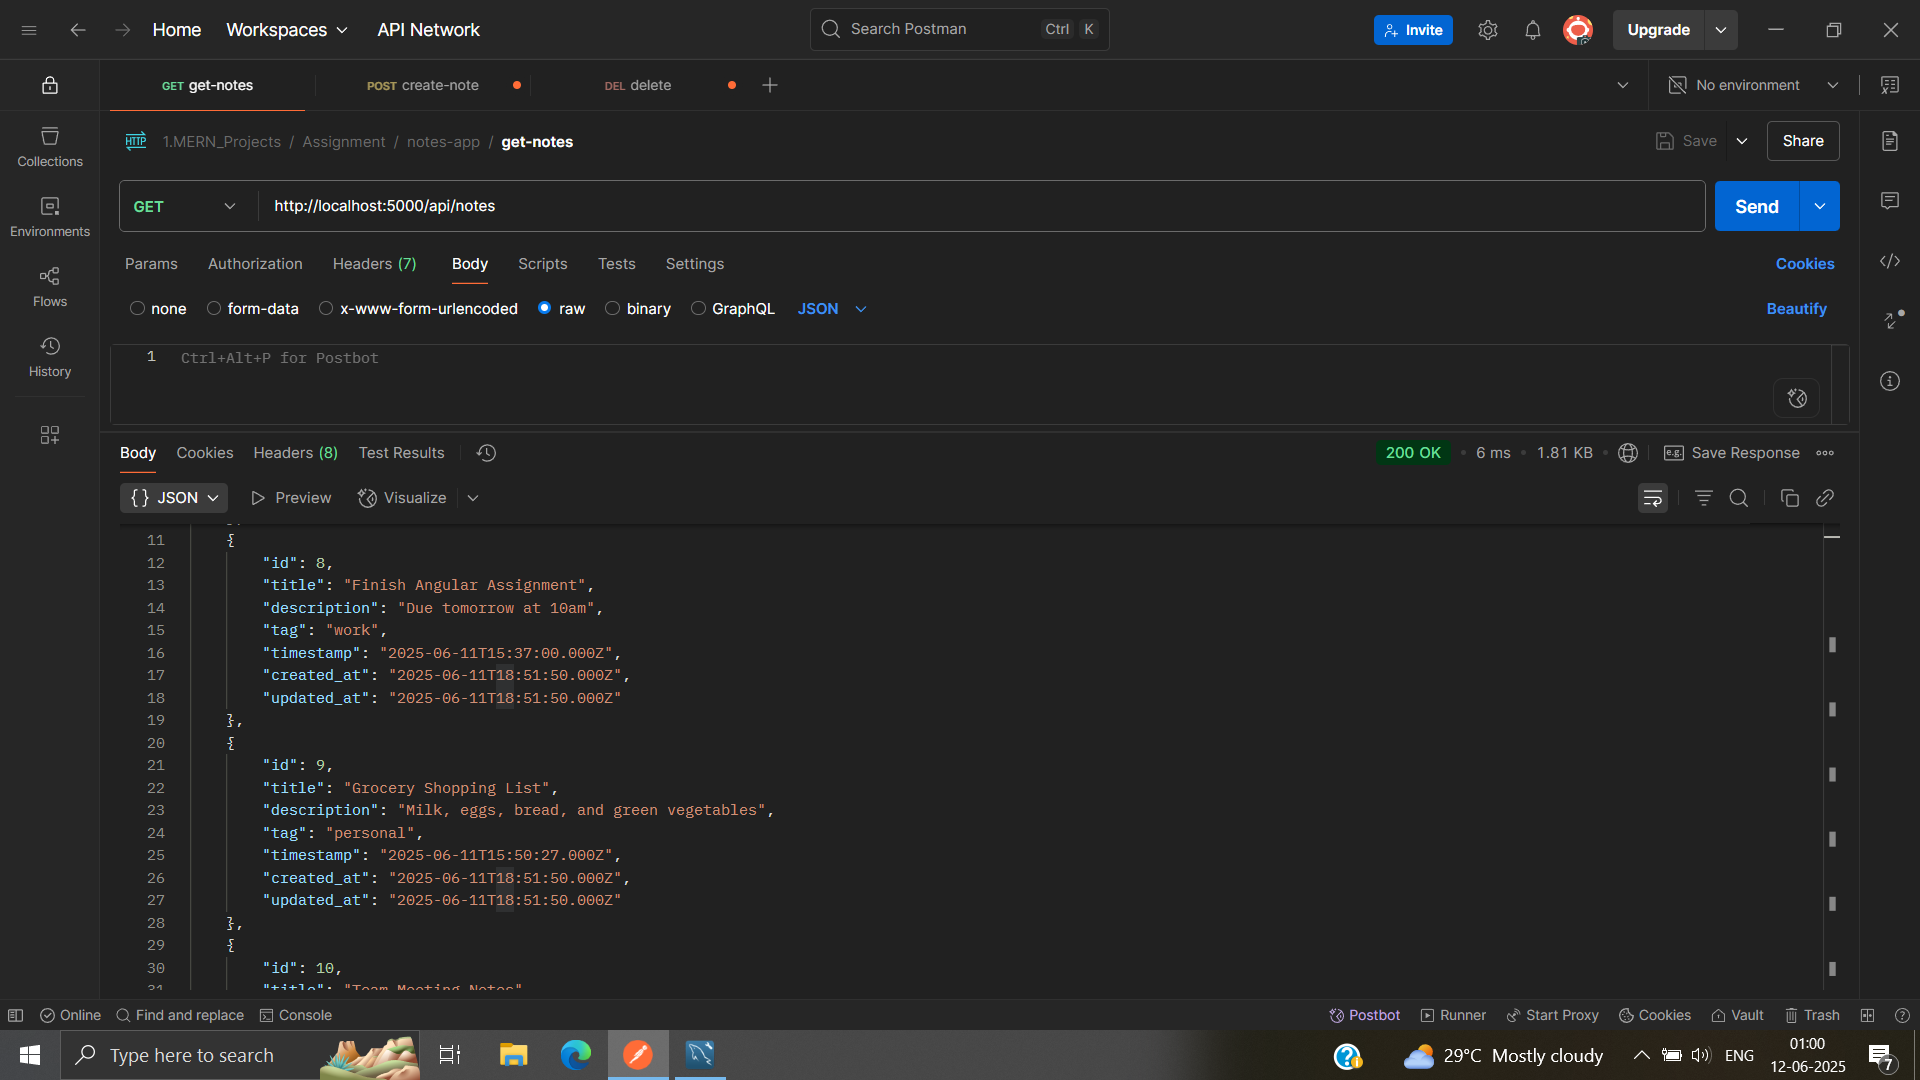 Home Workspaces API Network Search Postman Ctrl K Invite Upgrade
GET get-notes POST create-note DEL delete No environment
HTTP 1.MERN_Projects / Assignment / notes-app / get-notes Save Share
GET http://localhost:5000/api/notes Send
Params Authorization Headers (7) Body Scripts Tests Settings Cookies
none form-data x-www-form-urlencoded raw binary GraphQL JSON Beautify
1 Ctrl+Alt+P for Postbot
Collections
Environments
Flows
History
Body Cookies Headers (8) Test Results 200 OK • 6 ms • 1.81 KB • e.g. Save Response
{} JSON Preview Visualize
11 {
12 "id": 8,
13 "title": "Finish Angular Assignment",
14 "description": "Due tomorrow at 10am",
15 "tag": "work",
16 "timestamp": "2025-06-11T15:37:00.000Z",
17 "created_at": "2025-06-11T18:51:50.000Z",
18 "updated_at": "2025-06-11T18:51:50.000Z"
19 },
20 {
21 "id": 9,
22 "title": "Grocery Shopping List",
23 "description": "Milk, eggs, bread, and green vegetables",
24 "tag": "personal",
25 "timestamp": "2025-06-11T15:50:27.000Z",
26 "created_at": "2025-06-11T18:51:50.000Z",
27 "updated_at": "2025-06-11T18:51:50.000Z"
28 },
29 {
30 "id": 10,
31 "title": "Team Meeting Notes"
Online Find and replace Console Postbot Runner Start Proxy Cookies Vault Trash
Type here to search 29°C Mostly cloudy ENG 01:00
12-06-2025 7